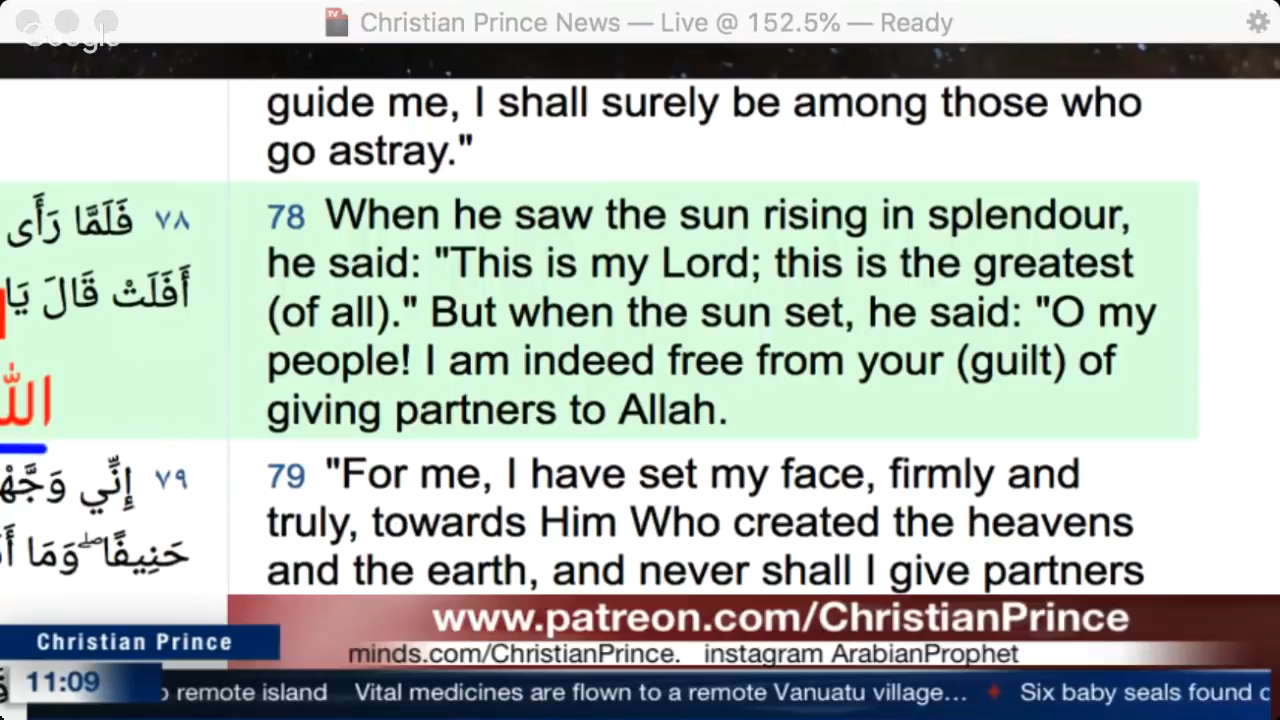 Christian Prince News — Live @ 152.5% — Ready
Google
guide me, I shall surely be among those who
go astray."
78 When he saw the sun rising in splendour,
he said: "This is my Lord; this is the greatest
(of all)." But when the sun set, he said: "O my
people! I am indeed free from your (guilt) of
giving partners to Allah.
79 "For me, I have set my face, firmly and
truly, towards Him Who created the heavens
and the earth, and never shall I give partners
٧٨ فَلَمَّا رَأَى
أَفَلَتْ قَالَ يَا
٧٩ إِنِّي وَجَّهْ
حَنِيفًا ۖ وَمَا أَ
www.patreon.com/ChristianPrince
minds.com/ChristianPrince. instagram ArabianProphet
Christian Prince
11:09
remote island Vital medicines are flown to a remote Vanuatu village... Six baby seals found